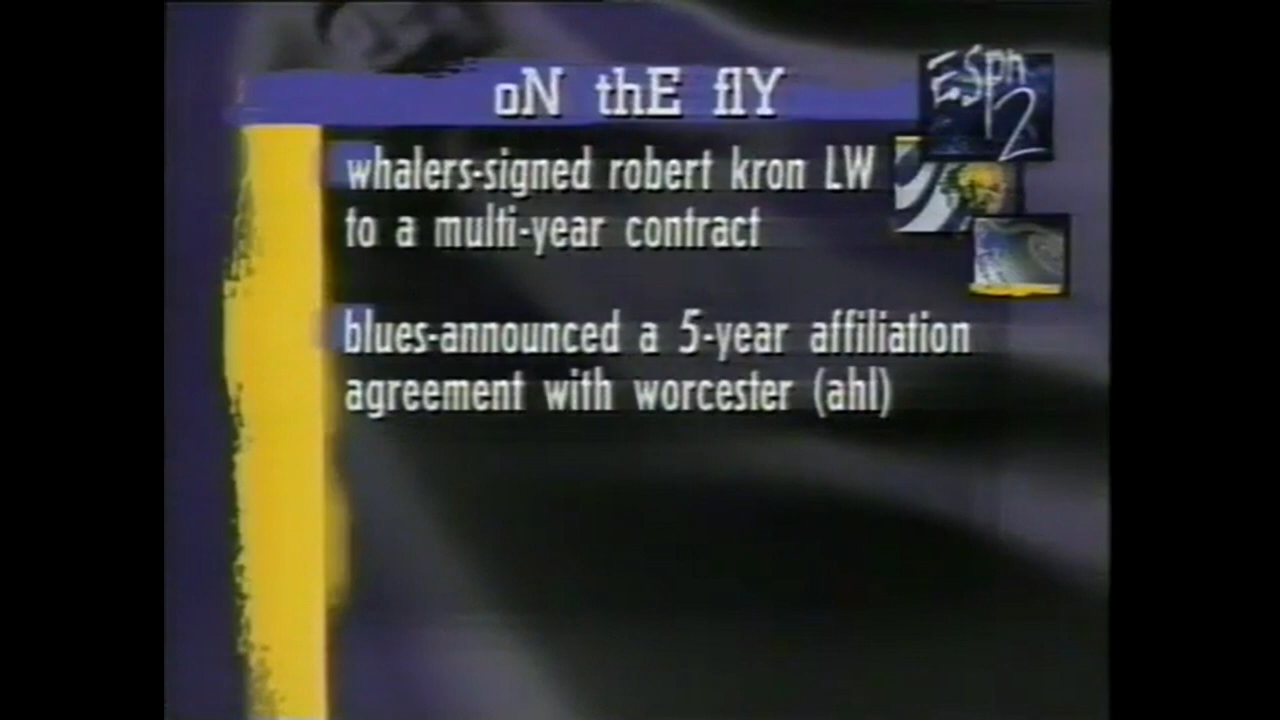 oN thE flY
ESPN
2
whalers-signed robert kron LW
to a multi-year contract
blues-announced a 5-year affiliation
agreement with worcester (ahl)